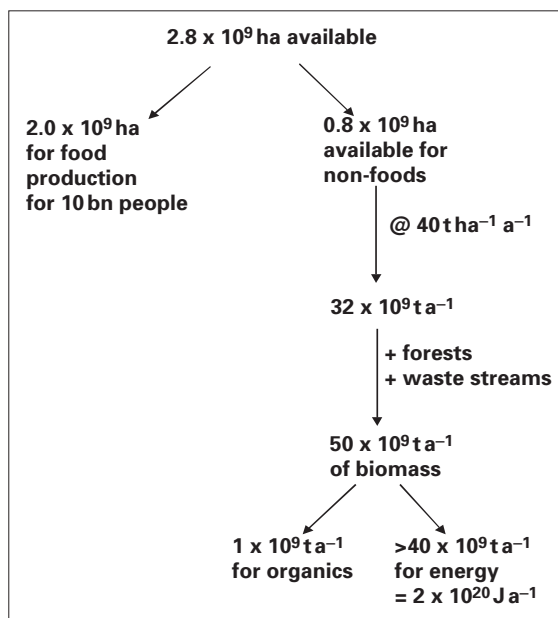 2.8 x 10⁹ ha available
2.0 x 10⁹ ha
for food
production
for 10 bn people
0.8 x 10⁹ ha
available for
non-foods
@ 40 t ha⁻¹ a⁻¹
32 x 10⁹ t a⁻¹
+ forests
+ waste streams
50 x 10⁹ t a⁻¹
of biomass
1 x 10⁹ t a⁻¹
for organics
>40 x 10⁹ t a⁻¹
for energy
= 2 x 10²⁰ J a⁻¹